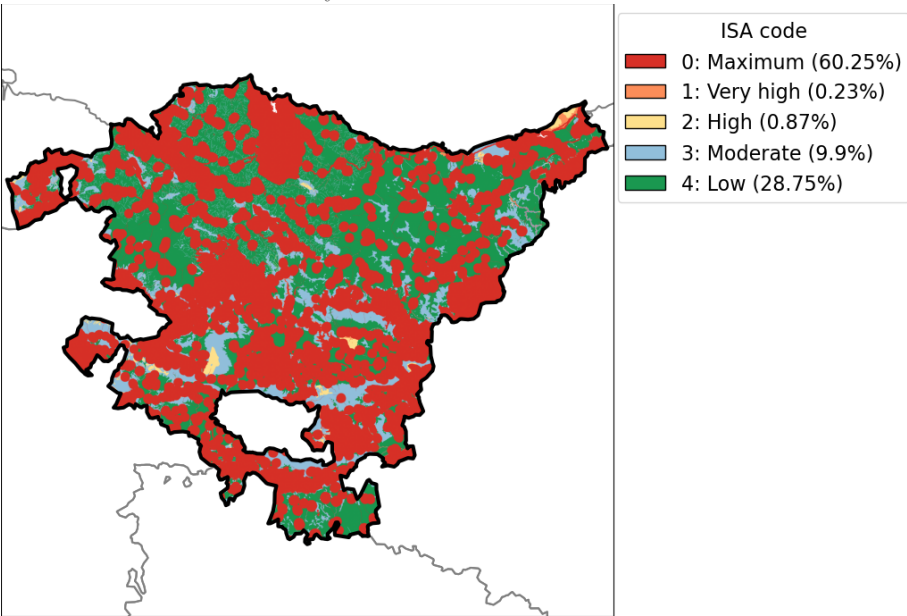 ISA code
0: Maximum (60.25%)
1: Very high (0.23%)
2: High (0.87%)
3: Moderate (9.9%)
4: Low (28.75%)